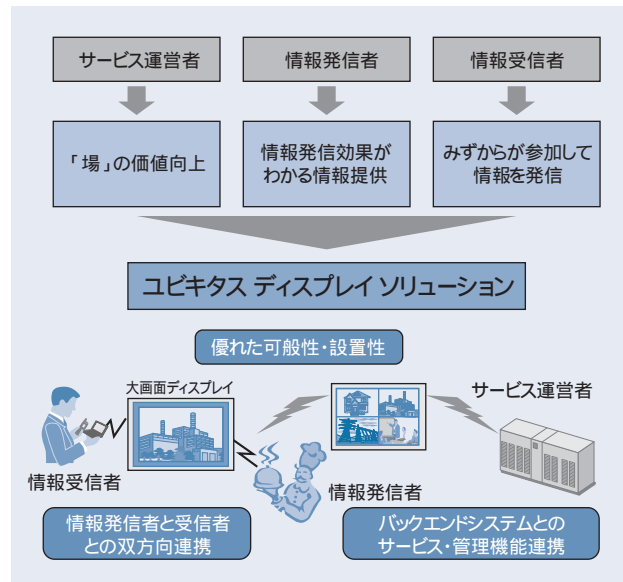 サービス運営者
情報発信者
情報受信者
「場」の価値向上
情報発信効果が
わかる情報提供
みずからが参加して
情報を発信
ユビキタス ディスプレイ ソリューション
優れた可般性・設置性
大画面ディスプレイ
サービス運営者
情報受信者
情報発信者
情報発信者と受信者
との双方向連携
バックエンドシステムとの
サービス・管理機能連携